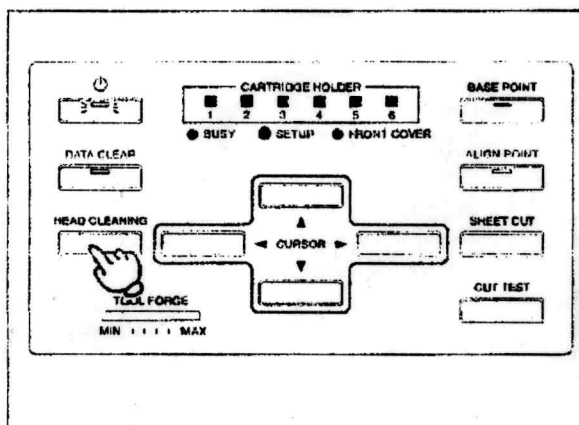 CARTRIDGE HOLDER
1 2 3 4 5 6
BUSY SETUP FRONT COVER
BASE POINT
DATA CLEAR
ALIGN POINT
HEAD CLEANING
◄ CURSOR ►
SHEET CUT
TOOL FORCE
MIN MAX
CUT TEST